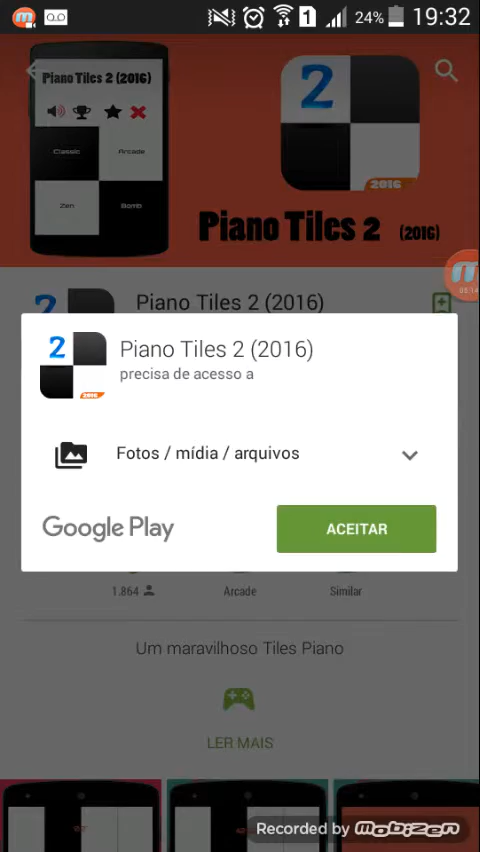 24% 19:32
Piano Tiles 2 (2016)
Classic
Arcade
Zen
Bomb
2
2016
Piano Tiles 2 (2016)
Piano Tiles 2 (2016)
2
2016
Piano Tiles 2 (2016)
precisa de acesso a
Fotos / mídia / arquivos
Google Play
ACEITAR
1.864
Arcade
Similar
Um maravilhoso Tiles Piano
LER MAIS
Recorded by mobizen